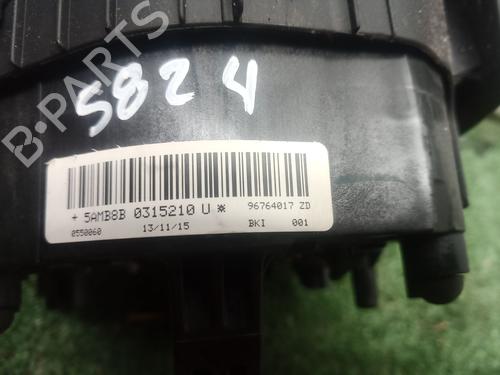 B-PARTS
5824
+ 5AMB8B 0315210 U ※ 96764017 ZD
0550060 13/11/15 BKI 001